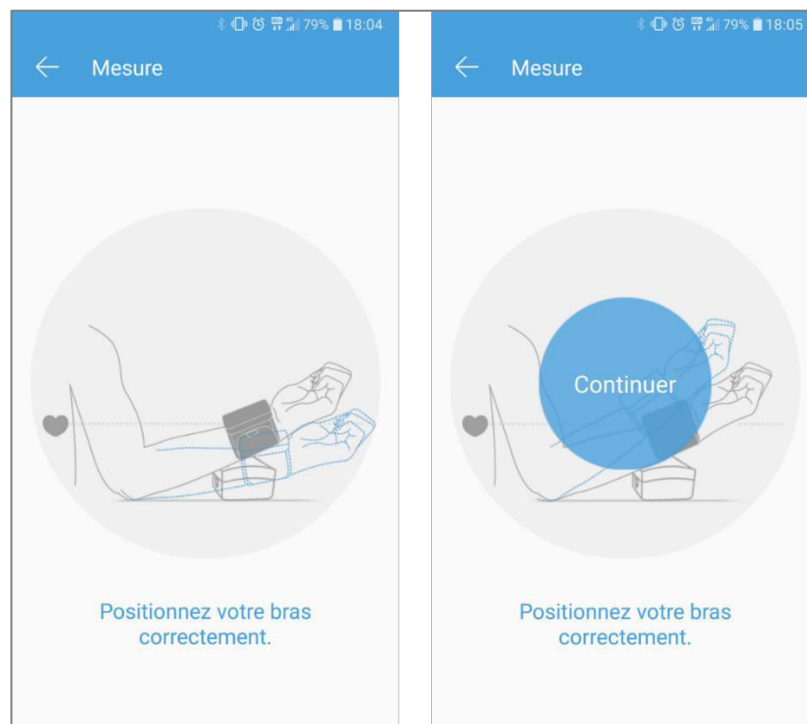 79% 18:04
Mesure
Positionnez votre bras
correctement.
79% 18:05
Mesure
Continuer
Positionnez votre bras
correctement.